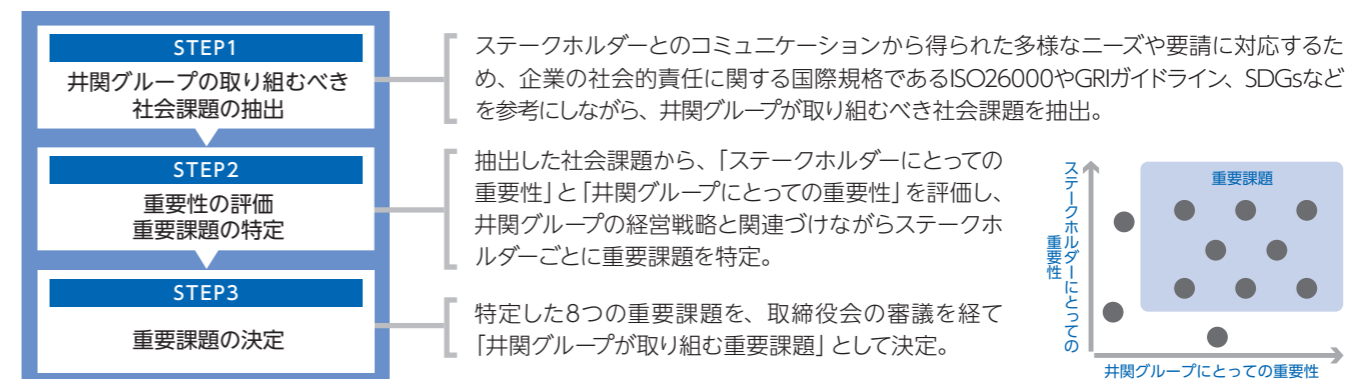 STEP1
井関グループの取り組むべき
社会課題の抽出
ステークホルダーとのコミュニケーションから得られた多様なニーズや要請に対応するた
め、企業の社会的責任に関する国際規格であるISO26000やGRIガイドライン、SDGsなど
を参考にしながら、井関グループが取り組むべき社会課題を抽出。
STEP2
重要性の評価
重要課題の特定
抽出した社会課題から、「ステークホルダーにとっての
重要性」と「井関グループにとっての重要性」を評価し、
井関グループの経営戦略と関連づけながらステークホ
ルダーごとに重要課題を特定。
STEP3
重要課題の決定
特定した8つの重要課題を、取締役会の審議を経て
「井関グループが取り組む重要課題」として決定。
ステークホルダーにとっての
重要性
重要課題
井関グループにとっての重要性